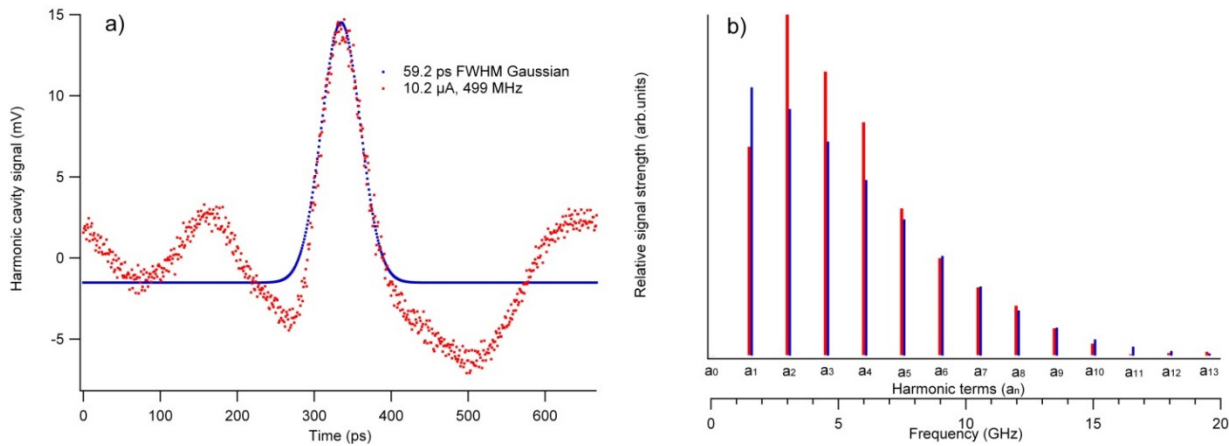 a)
15
10
5
0
-5
Harmonic cavity signal (mV)
59.2 ps FWHM Gaussian
10.2 µA, 499 MHz
0 100 200 300 400 500 600
Time (ps)
b)
Relative signal strength (arb.units)
a0 a1 a2 a3 a4 a5 a6 a7 a8 a9 a10 a11 a12 a13
Harmonic terms (an)
0 5 10 15 20
Frequency (GHz)